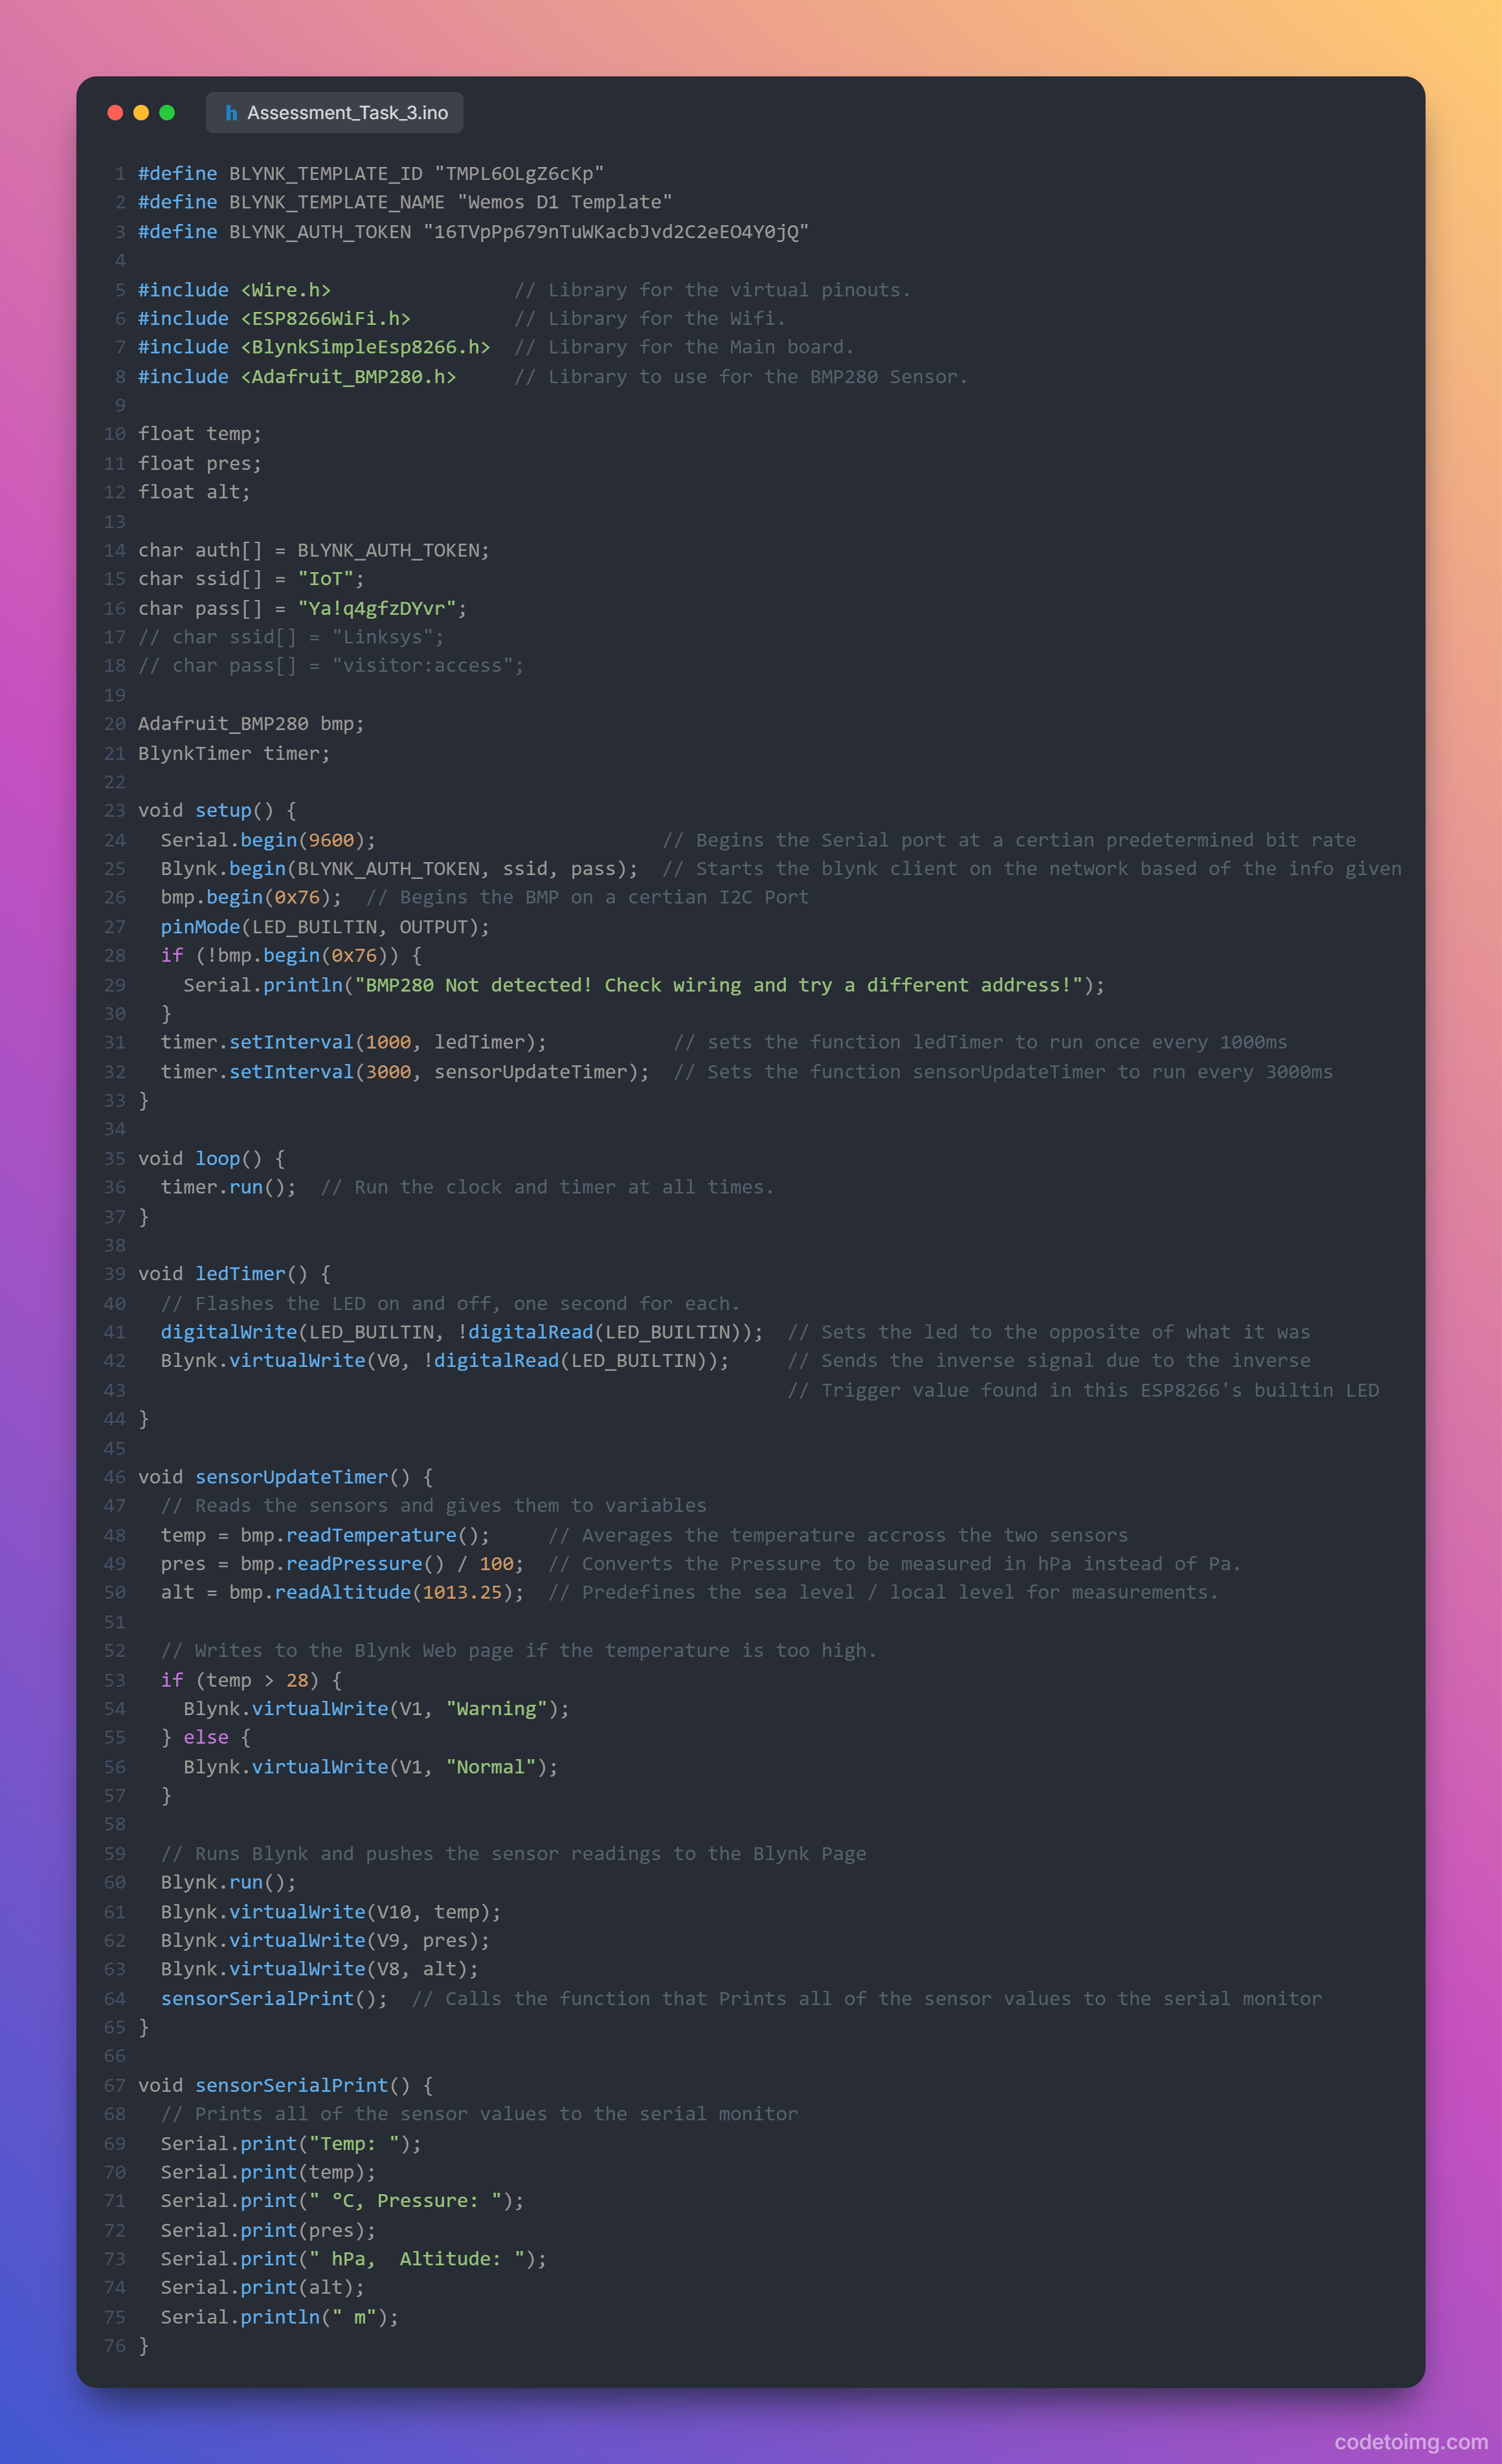 Assessment_Task_3.ino
1 #define BLYNK_TEMPLATE_ID "TMPL6OLgZ6cKp"
2 #define BLYNK_TEMPLATE_NAME "Wemos D1 Template"
3 #define BLYNK_AUTH_TOKEN "16TVpPp679nTuWKacbJvd2C2eEO4Y0jQ"
4
5 #include <Wire.h>                // Library for the virtual pinouts.
6 #include <ESP8266WiFi.h>         // Library for the Wifi.
7 #include <BlynkSimpleEsp8266.h>  // Library for the Main board.
8 #include <Adafruit_BMP280.h>     // Library to use for the BMP280 Sensor.
9
10 float temp;
11 float pres;
12 float alt;
13
14 char auth[] = BLYNK_AUTH_TOKEN;
15 char ssid[] = "IoT";
16 char pass[] = "Ya!q4gfzDYvr";
17 // char ssid[] = "Linksys";
18 // char pass[] = "visitor:access";
19
20 Adafruit_BMP280 bmp;
21 BlynkTimer timer;
22
23 void setup() {
24   Serial.begin(9600);                         // Begins the Serial port at a certian predetermined bit rate
25   Blynk.begin(BLYNK_AUTH_TOKEN, ssid, pass);  // Starts the blynk client on the network based of the info given
26   bmp.begin(0x76);  // Begins the BMP on a certian I2C Port
27   pinMode(LED_BUILTIN, OUTPUT);
28   if (!bmp.begin(0x76)) {
29     Serial.println("BMP280 Not detected! Check wiring and try a different address!");
30   }
31   timer.setInterval(1000, ledTimer);           // sets the function ledTimer to run once every 1000ms
32   timer.setInterval(3000, sensorUpdateTimer);  // Sets the function sensorUpdateTimer to run every 3000ms
33 }
34
35 void loop() {
36   timer.run();  // Run the clock and timer at all times.
37 }
38
39 void ledTimer() {
40   // Flashes the LED on and off, one second for each.
41   digitalWrite(LED_BUILTIN, !digitalRead(LED_BUILTIN));  // Sets the led to the opposite of what it was
42   Blynk.virtualWrite(V0, !digitalRead(LED_BUILTIN));     // Sends the inverse signal due to the inverse
43                                                          // Trigger value found in this ESP8266's builtin LED
44 }
45
46 void sensorUpdateTimer() {
47   // Reads the sensors and gives them to variables
48   temp = bmp.readTemperature();     // Averages the temperature accross the two sensors
49   pres = bmp.readPressure() / 100;  // Converts the Pressure to be measured in hPa instead of Pa.
50   alt = bmp.readAltitude(1013.25);  // Predefines the sea level / local level for measurements.
51
52   // Writes to the Blynk Web page if the temperature is too high.
53   if (temp > 28) {
54     Blynk.virtualWrite(V1, "Warning");
55   } else {
56     Blynk.virtualWrite(V1, "Normal");
57   }
58
59   // Runs Blynk and pushes the sensor readings to the Blynk Page
60   Blynk.run();
61   Blynk.virtualWrite(V10, temp);
62   Blynk.virtualWrite(V9, pres);
63   Blynk.virtualWrite(V8, alt);
64   sensorSerialPrint();  // Calls the function that Prints all of the sensor values to the serial monitor
65 }
66
67 void sensorSerialPrint() {
68   // Prints all of the sensor values to the serial monitor
69   Serial.print("Temp: ");
70   Serial.print(temp);
71   Serial.print(" °C, Pressure: ");
72   Serial.print(pres);
73   Serial.print(" hPa,  Altitude: ");
74   Serial.print(alt);
75   Serial.println(" m");
76 }
codetoimg.com